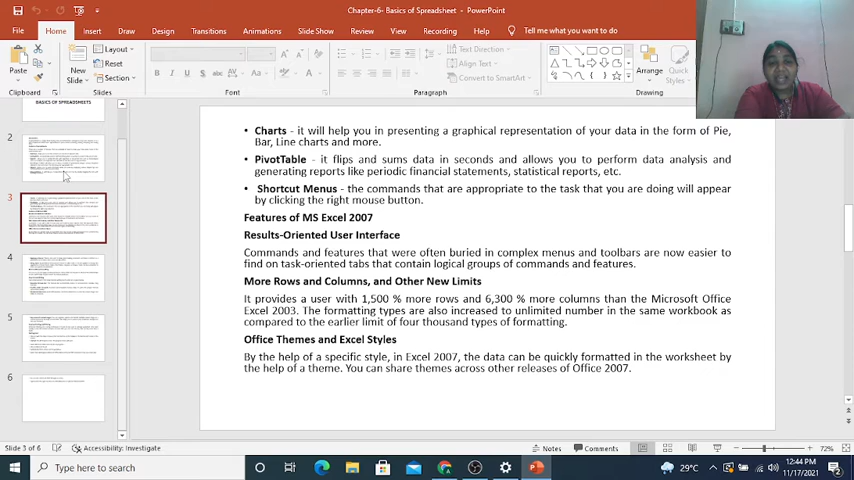 Chapter-6- Basics of Spreadsheet - PowerPoint
File Home Insert Draw Design Transitions Animations Slide Show Review View Recording Help Tell me what you want to do
Paste
New
Slide
Layout
Reset
Section
B I U S
Text Direction
Align Text
Convert to SmartArt
Arrange
Quick
Styles
Clipboard
Slides
Font
Paragraph
BASICS OF SPREADSHEETS
2
3
4
5
6
• Charts - it will help you in presenting a graphical representation of your data in the form of Pie,
Bar, Line charts and more.
• PivotTable - it flips and sums data in seconds and allows you to perform data analysis and
generating reports like periodic financial statements, statistical reports, etc.
• Shortcut Menus - the commands that are appropriate to the task that you are doing will appear
by clicking the right mouse button.
Features of MS Excel 2007
Results-Oriented User Interface
Commands and features that were often buried in complex menus and toolbars are now easier to
find on task-oriented tabs that contain logical groups of commands and features.
More Rows and Columns, and Other New Limits
It provides a user with 1,500 % more rows and 6,300 % more columns than the Microsoft Office
Excel 2003. The formatting types are also increased to unlimited number in the same workbook as
compared to the earlier limit of four thousand types of formatting.
Office Themes and Excel Styles
By the help of a specific style, in Excel 2007, the data can be quickly formatted in the worksheet by
the help of a theme. You can share themes across other releases of Office 2007.
Slide 3 of 6 Accessibility: Investigate Notes Comments 72%
Type here to search
29°C
12:44 PM
11/17/2021